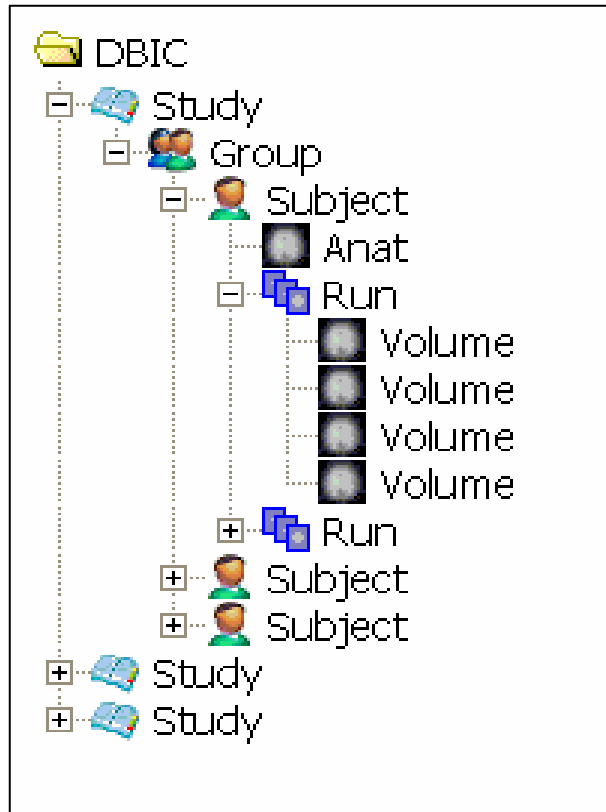 DBIC
Study
Group
Subject
Anat
Run
Volume
Volume
Volume
Volume
Run
Subject
Subject
Study
Study